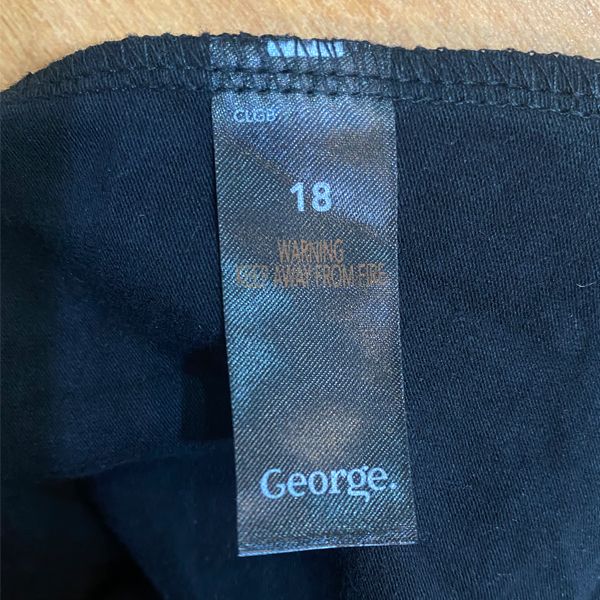 CLGB
18
WARNING
KEEP AWAY FROM FIRE
George.